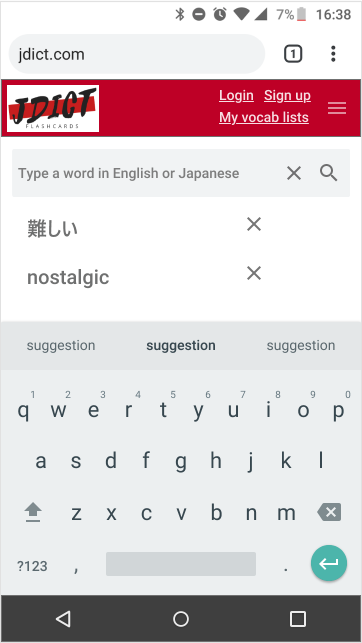 7% 16:38
jdict.com 1
JDICT
FLASHCARDS
Login Sign up
My vocab lists
Type a word in English or Japanese
難しい
nostalgic
suggestion suggestion suggestion
1 2 3 4 5 6 7 8 9 0
q w e r t y u i o p
a s d f g h j k l
z x c v b n m
?123 , .